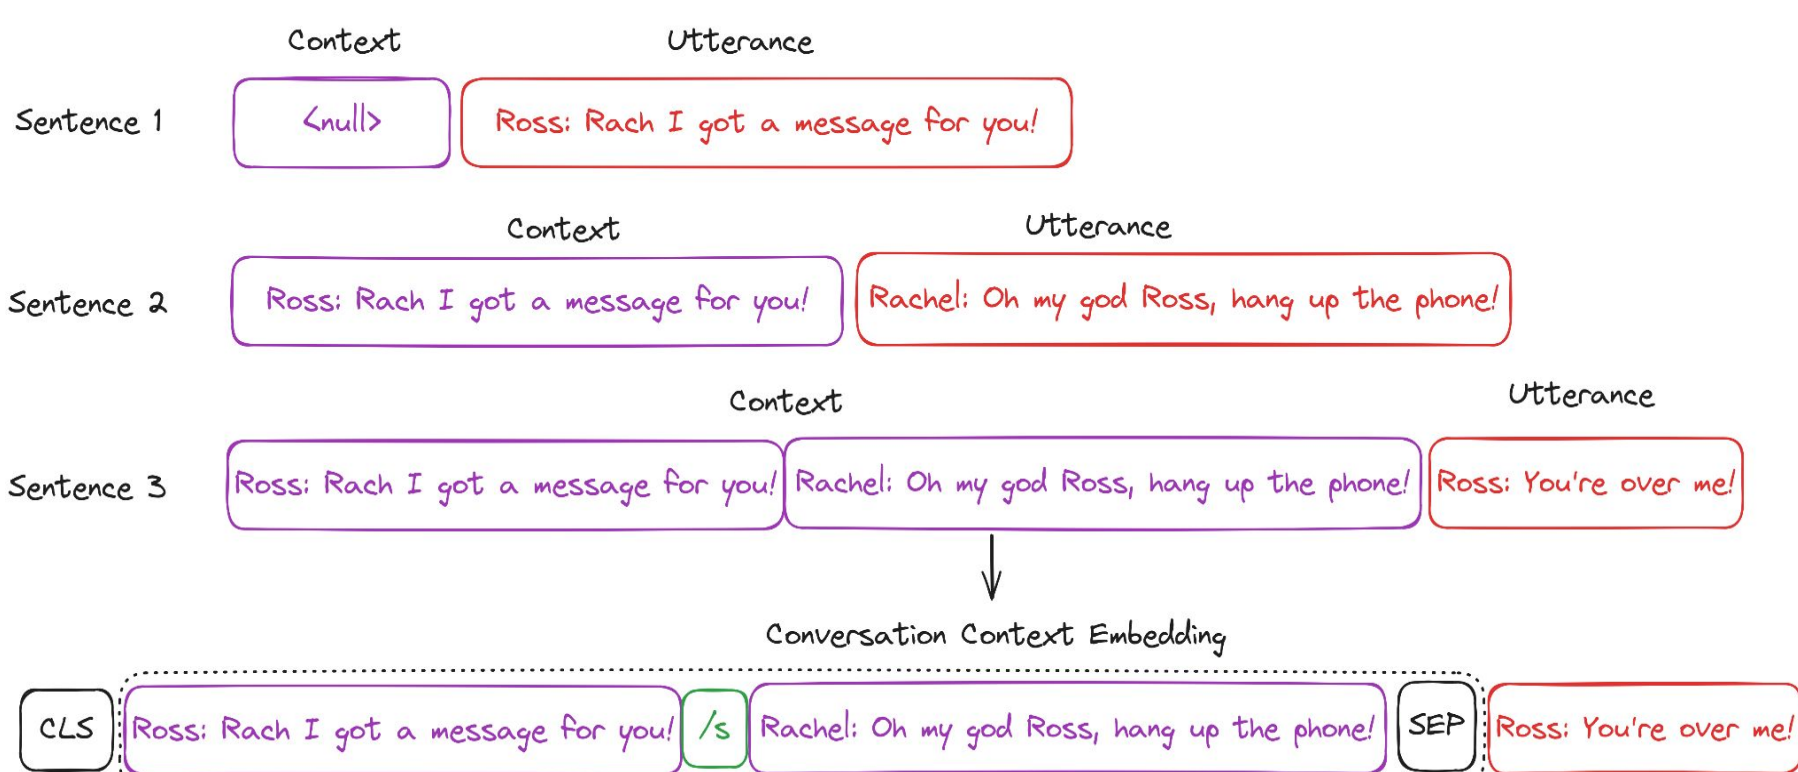 Context Utterance
Sentence 1 <null> Ross: Rach I got a message for you!
Context Utterance
Sentence 2 Ross: Rach I got a message for you! Rachel: Oh my god Ross, hang up the phone!
Context Utterance
Sentence 3 Ross: Rach I got a message for you! Rachel: Oh my god Ross, hang up the phone! Ross: You're over me!
Conversation Context Embedding
CLS Ross: Rach I got a message for you! /s Rachel: Oh my god Ross, hang up the phone! SEP Ross: You're over me!